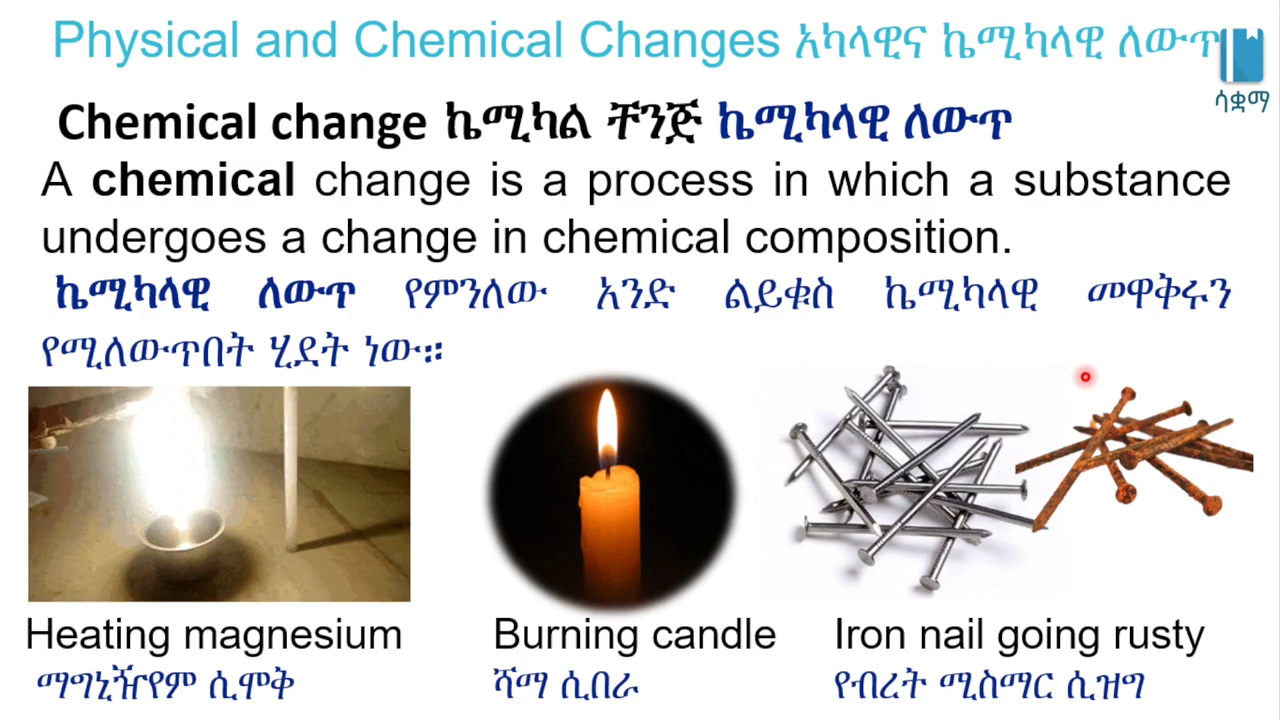 Physical and Chemical Changes አካላዊና ኬሚካላዊ ለውጥ
ሳቋማ
Chemical change ኬሚካል ቸንጅ ኬሚካላዊ ለውጥ
A chemical change is a process in which a substance
undergoes a change in chemical composition.
ኬሚካላዊ ለውጥ የምንለው አንድ ልይቁስ ኬሚካላዊ መዋቅሩን
የሚለውጥበት ሂደት ነው።
Heating magnesium
ማግኒዥየም ሲሞቅ
Burning candle
ሻማ ሲበራ
Iron nail going rusty
የብረት ሚስማር ሲዝግ